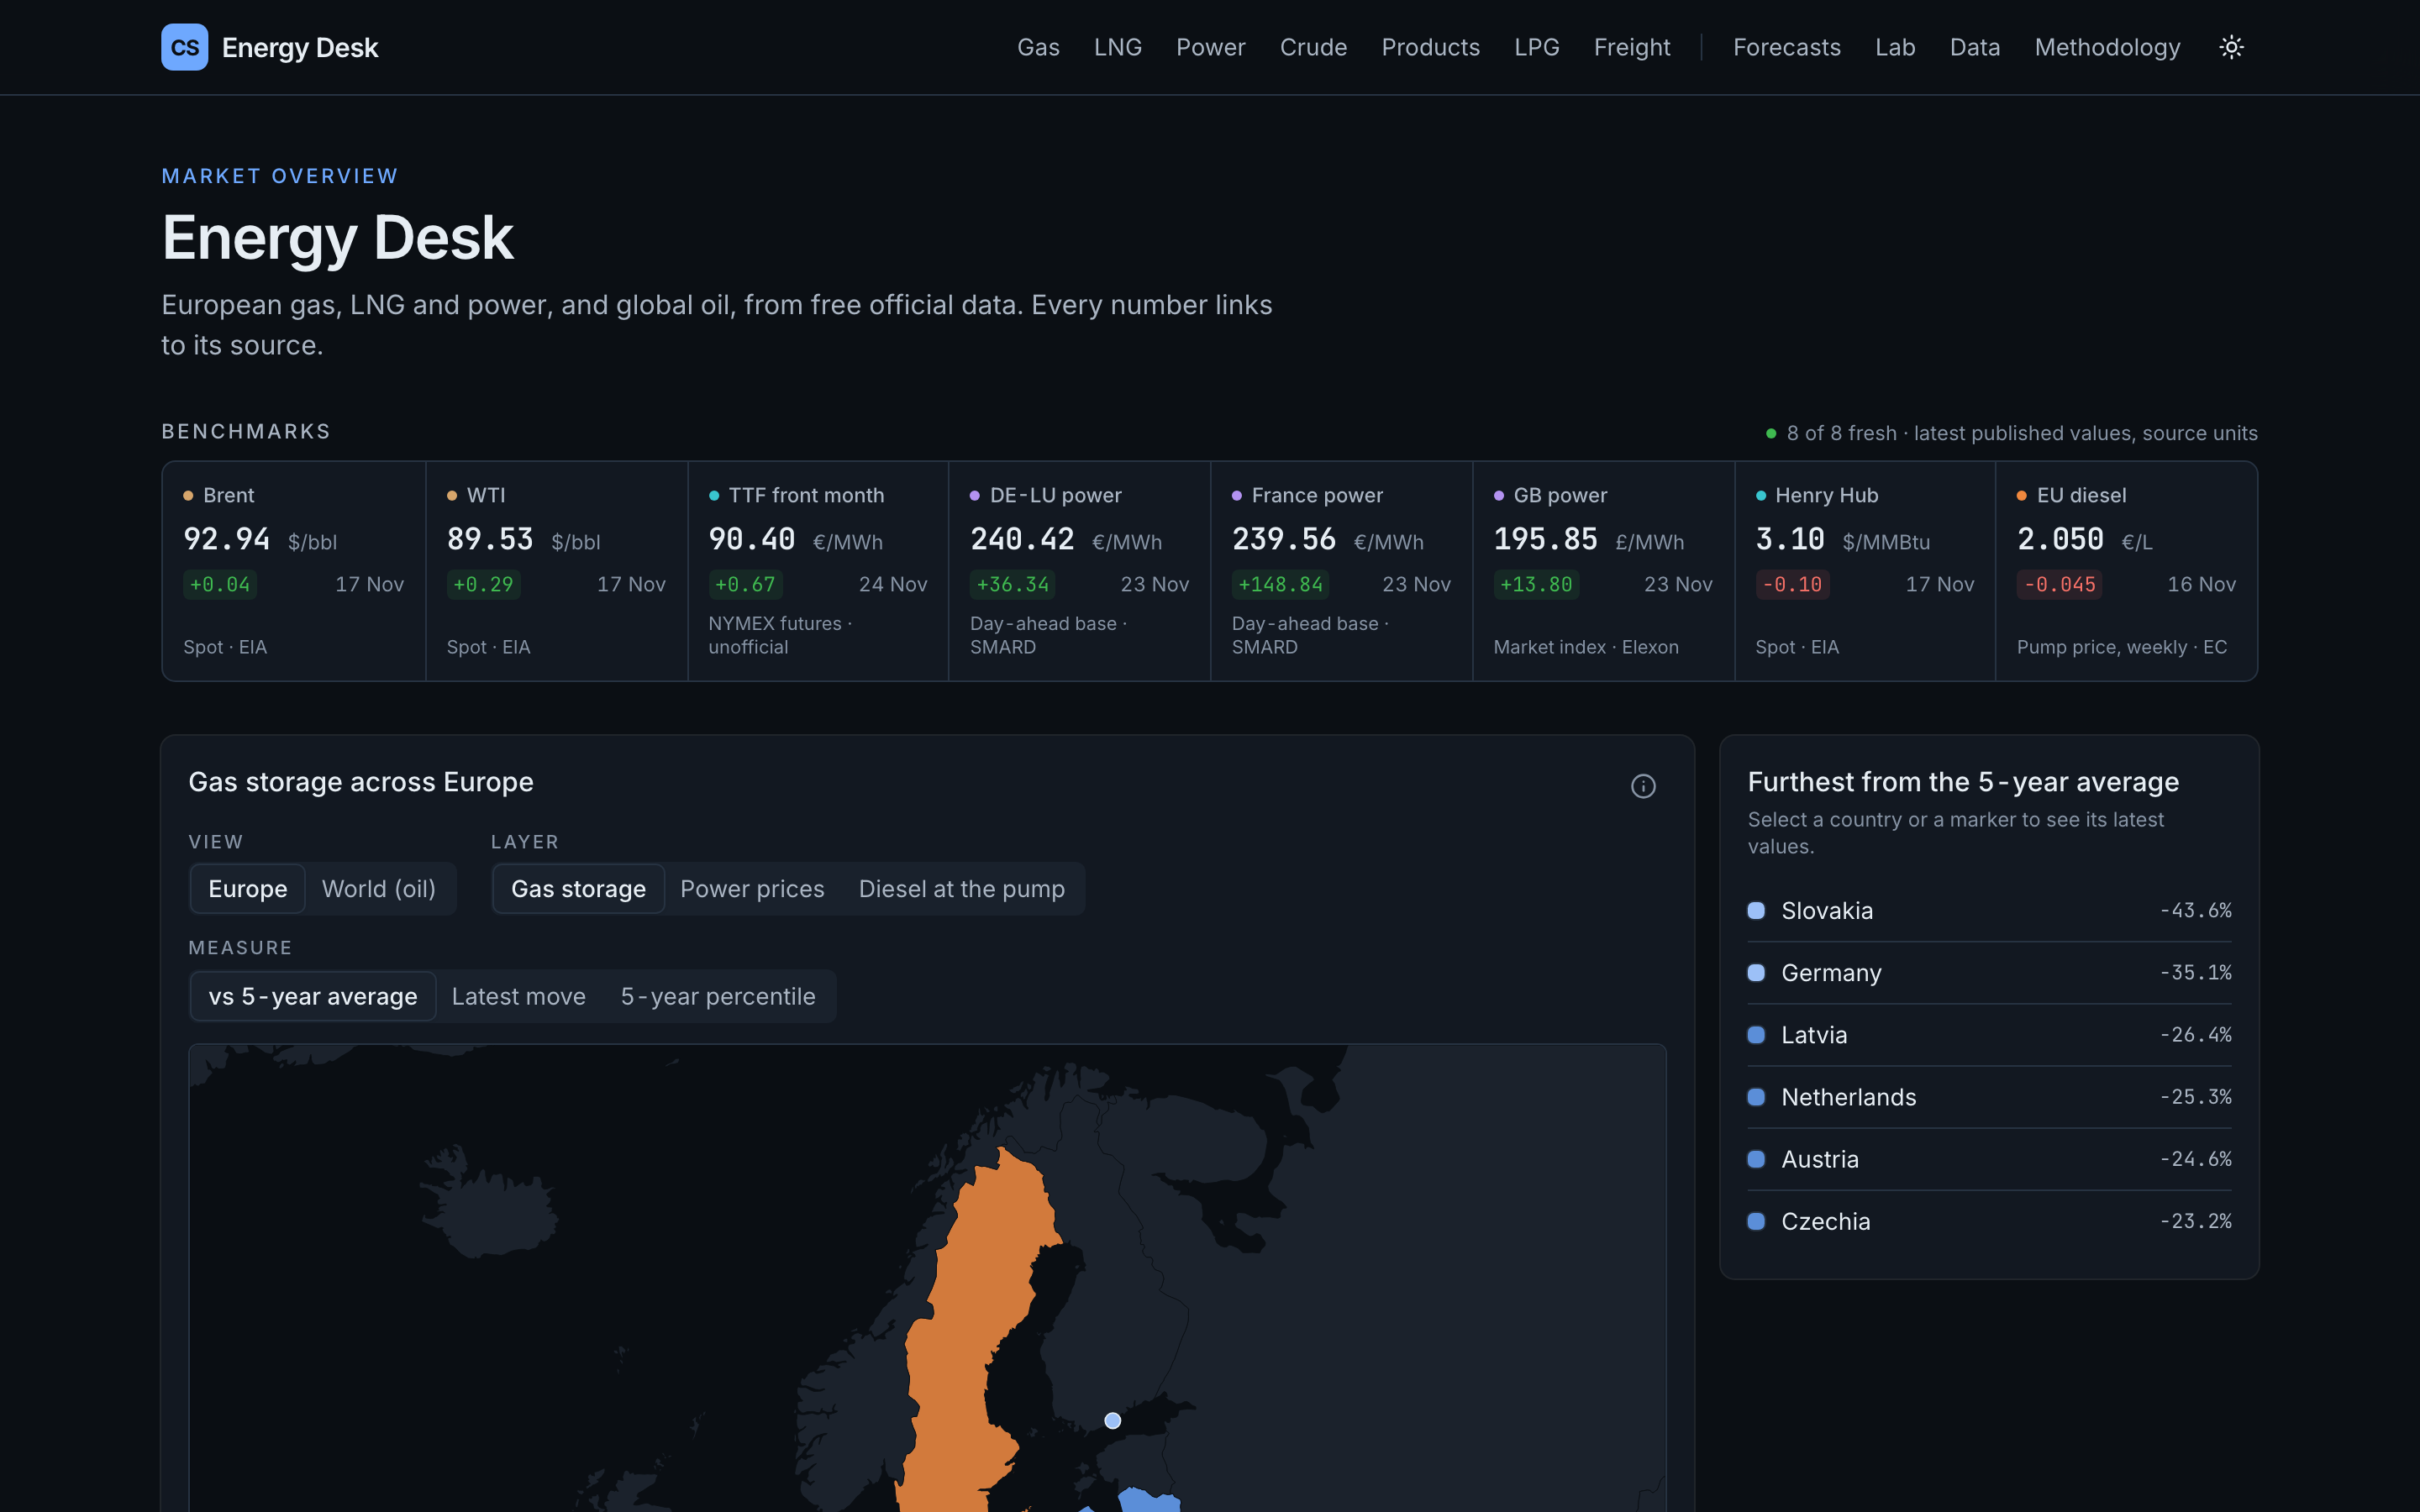 CS Energy Desk Gas LNG Power Crude Products LPG Freight Forecasts Lab Data Methodology
MARKET OVERVIEW
Energy Desk
European gas, LNG and power, and global oil, from free official data. Every number links
to its source.
BENCHMARKS
8 of 8 fresh · latest published values, source units
Brent
92.94 $/bbl
+0.04 17 Nov
Spot · EIA
WTI
89.53 $/bbl
+0.29 17 Nov
Spot · EIA
TTF front month
90.40 €/MWh
+0.67 24 Nov
NYMEX futures ·
unofficial
DE-LU power
240.42 €/MWh
+36.34 23 Nov
Day-ahead base ·
SMARD
France power
239.56 €/MWh
+148.84 23 Nov
Day-ahead base ·
SMARD
GB power
195.85 £/MWh
+13.80 23 Nov
Market index · Elexon
Henry Hub
3.10 $/MMBtu
-0.10 17 Nov
Spot · EIA
EU diesel
2.050 €/L
-0.045 16 Nov
Pump price, weekly · EC
Gas storage across Europe
VIEW
Europe World (oil)
LAYER
Gas storage Power prices Diesel at the pump
MEASURE
vs 5-year average Latest move 5-year percentile
Furthest from the 5-year average
Select a country or a marker to see its latest
values.
Slovakia -43.6%
Germany -35.1%
Latvia -26.4%
Netherlands -25.3%
Austria -24.6%
Czechia -23.2%